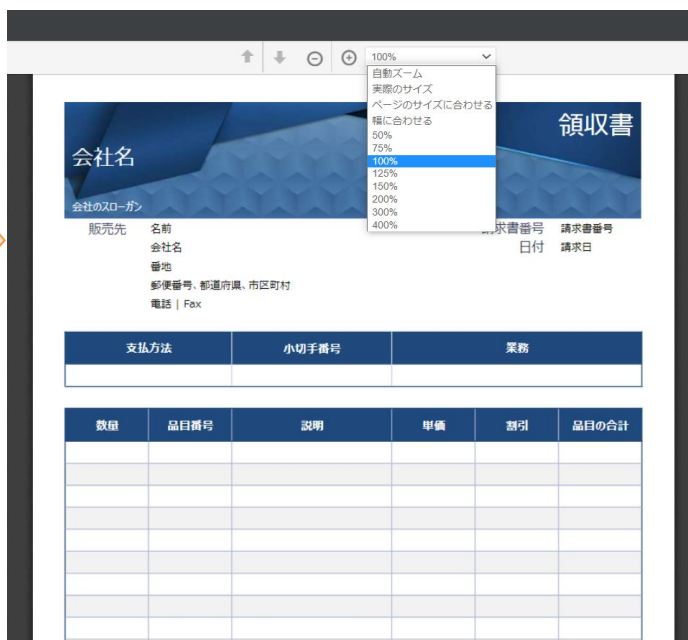 100%
自動ズーム
実際のサイズ
ページのサイズに合わせる
幅に合わせる
50%
75%
100%
125%
150%
200%
300%
400%
領収書
会社名
会社のスローガン
販売先 名前
会社名
番地
郵便番号、都道府県、市区町村
電話 | Fax
求書番号 請求書番号
日付 請求日
支払方法 小切手番号 業務
数量 品目番号 説明 単価 割引 品目の合計